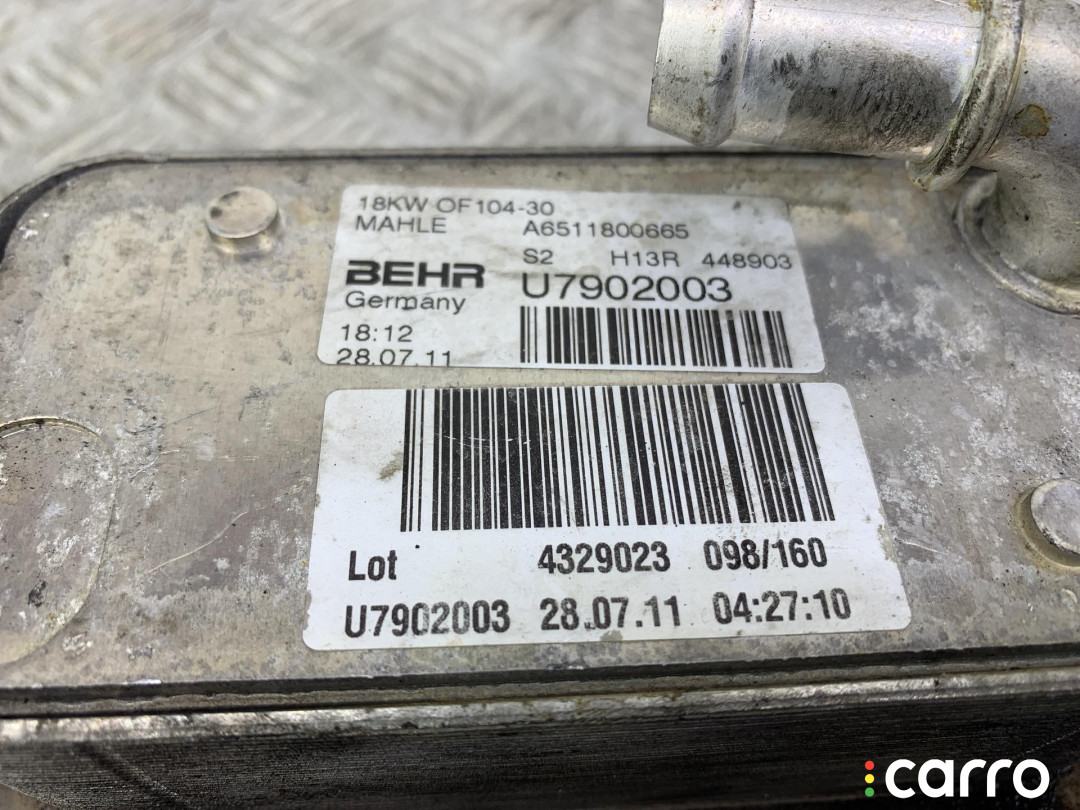 18KW OF104-30
MAHLE A6511800665
S2 H13R 448903
BEHR U7902003
Germany
18:12
28.07.11
Lot 4329023 098/160
U7902003 28.07.11 04:27:10
carro